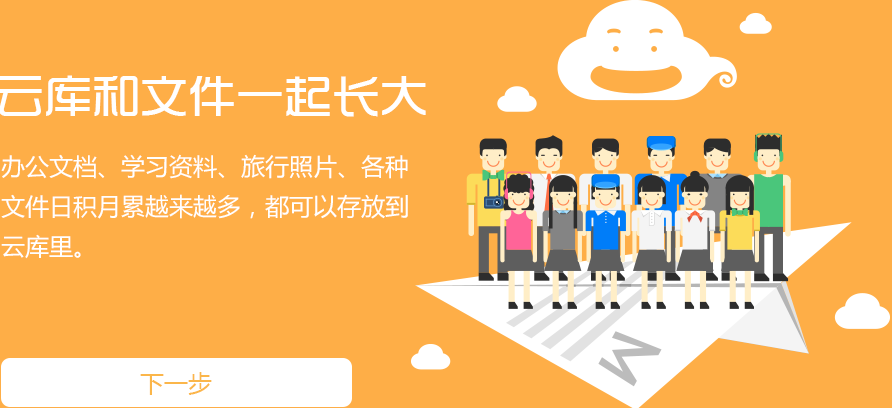 云库和文件一起长大
办公文档、学习资料、旅行照片、各种
文件日积月累越来越多，都可以存放到
云库里。
下一步
M